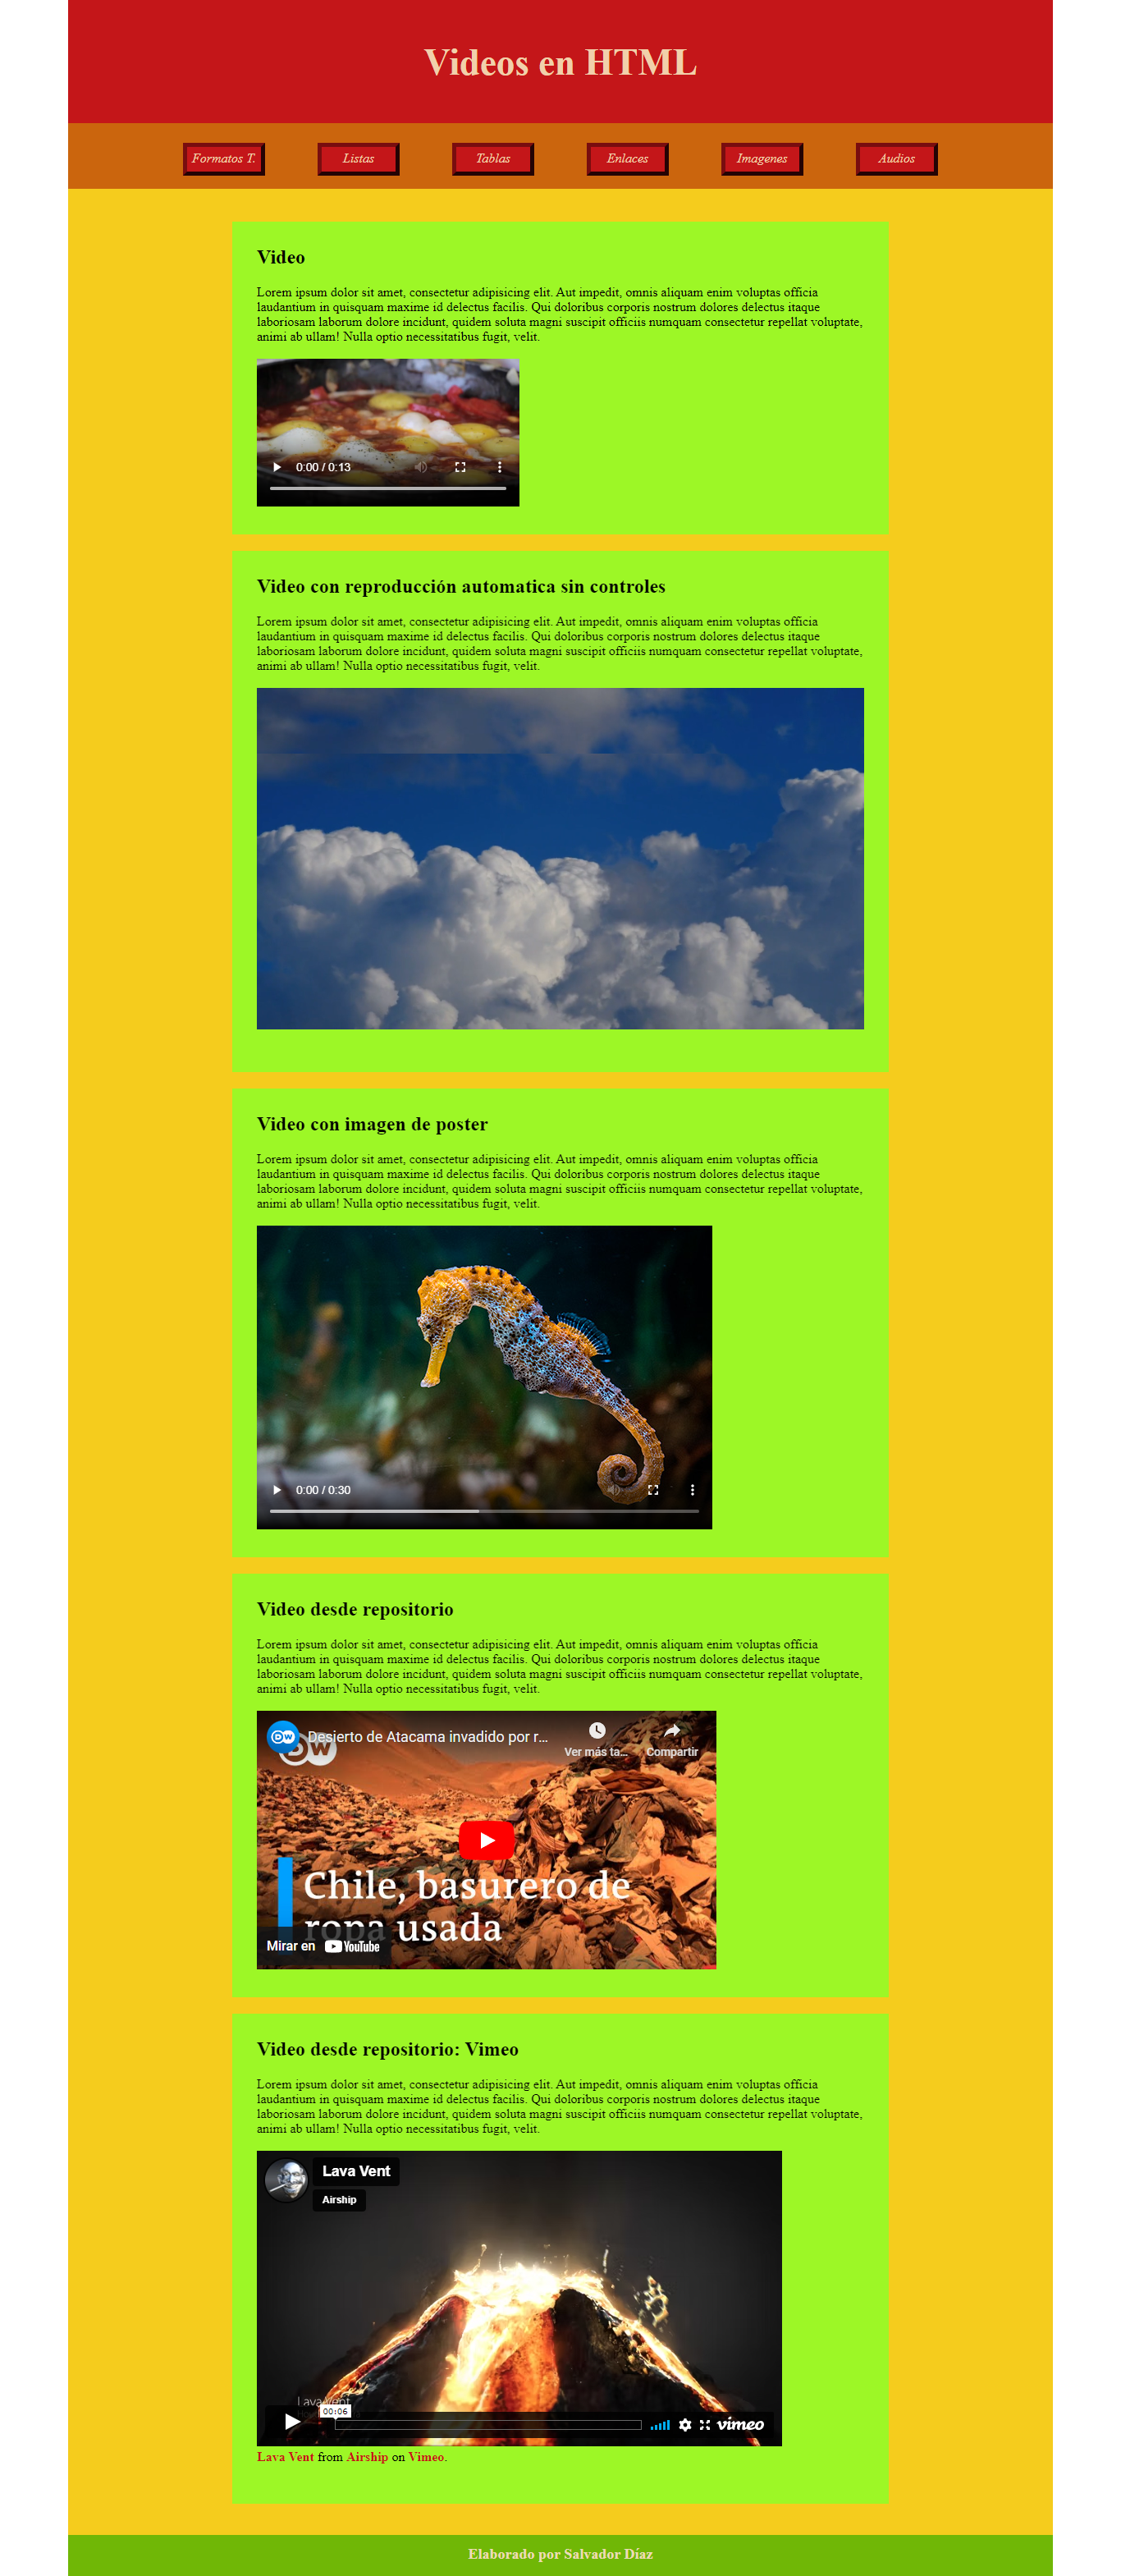 Videos en HTML
Formatos T. Listas Tablas Enlaces Imagenes Audios
Video
Lorem ipsum dolor sit amet, consectetur adipisicing elit. Aut impedit, omnis aliquam enim voluptas officia
laudantium in quisquam maxime id delectus facilis. Qui doloribus corporis nostrum dolores delectus itaque
laboriosam laborum dolore incidunt, quidem soluta magni suscipit officiis numquam consectetur repellat voluptate,
animi ab ullam! Nulla optio necessitatibus fugit, velit.
0:00 / 0:13
Video con reproducción automatica sin controles
Lorem ipsum dolor sit amet, consectetur adipisicing elit. Aut impedit, omnis aliquam enim voluptas officia
laudantium in quisquam maxime id delectus facilis. Qui doloribus corporis nostrum dolores delectus itaque
laboriosam laborum dolore incidunt, quidem soluta magni suscipit officiis numquam consectetur repellat voluptate,
animi ab ullam! Nulla optio necessitatibus fugit, velit.
Video con imagen de poster
Lorem ipsum dolor sit amet, consectetur adipisicing elit. Aut impedit, omnis aliquam enim voluptas officia
laudantium in quisquam maxime id delectus facilis. Qui doloribus corporis nostrum dolores delectus itaque
laboriosam laborum dolore incidunt, quidem soluta magni suscipit officiis numquam consectetur repellat voluptate,
animi ab ullam! Nulla optio necessitatibus fugit, velit.
0:00 / 0:30
Video desde repositorio
Lorem ipsum dolor sit amet, consectetur adipisicing elit. Aut impedit, omnis aliquam enim voluptas officia
laudantium in quisquam maxime id delectus facilis. Qui doloribus corporis nostrum dolores delectus itaque
laboriosam laborum dolore incidunt, quidem soluta magni suscipit officiis numquam consectetur repellat voluptate,
animi ab ullam! Nulla optio necessitatibus fugit, velit.
DW Desierto de Atacama invadido por r...
DW
Ver más ta... Compartir
Chile, basurero de
ropa usada
Mirar en YouTube
Video desde repositorio: Vimeo
Lorem ipsum dolor sit amet, consectetur adipisicing elit. Aut impedit, omnis aliquam enim voluptas officia
laudantium in quisquam maxime id delectus facilis. Qui doloribus corporis nostrum dolores delectus itaque
laboriosam laborum dolore incidunt, quidem soluta magni suscipit officiis numquam consectetur repellat voluptate,
animi ab ullam! Nulla optio necessitatibus fugit, velit.
Lava Vent
Airship
Lava Vent
00:06
vimeo
Lava Vent from Airship on Vimeo.
Elaborado por Salvador Díaz